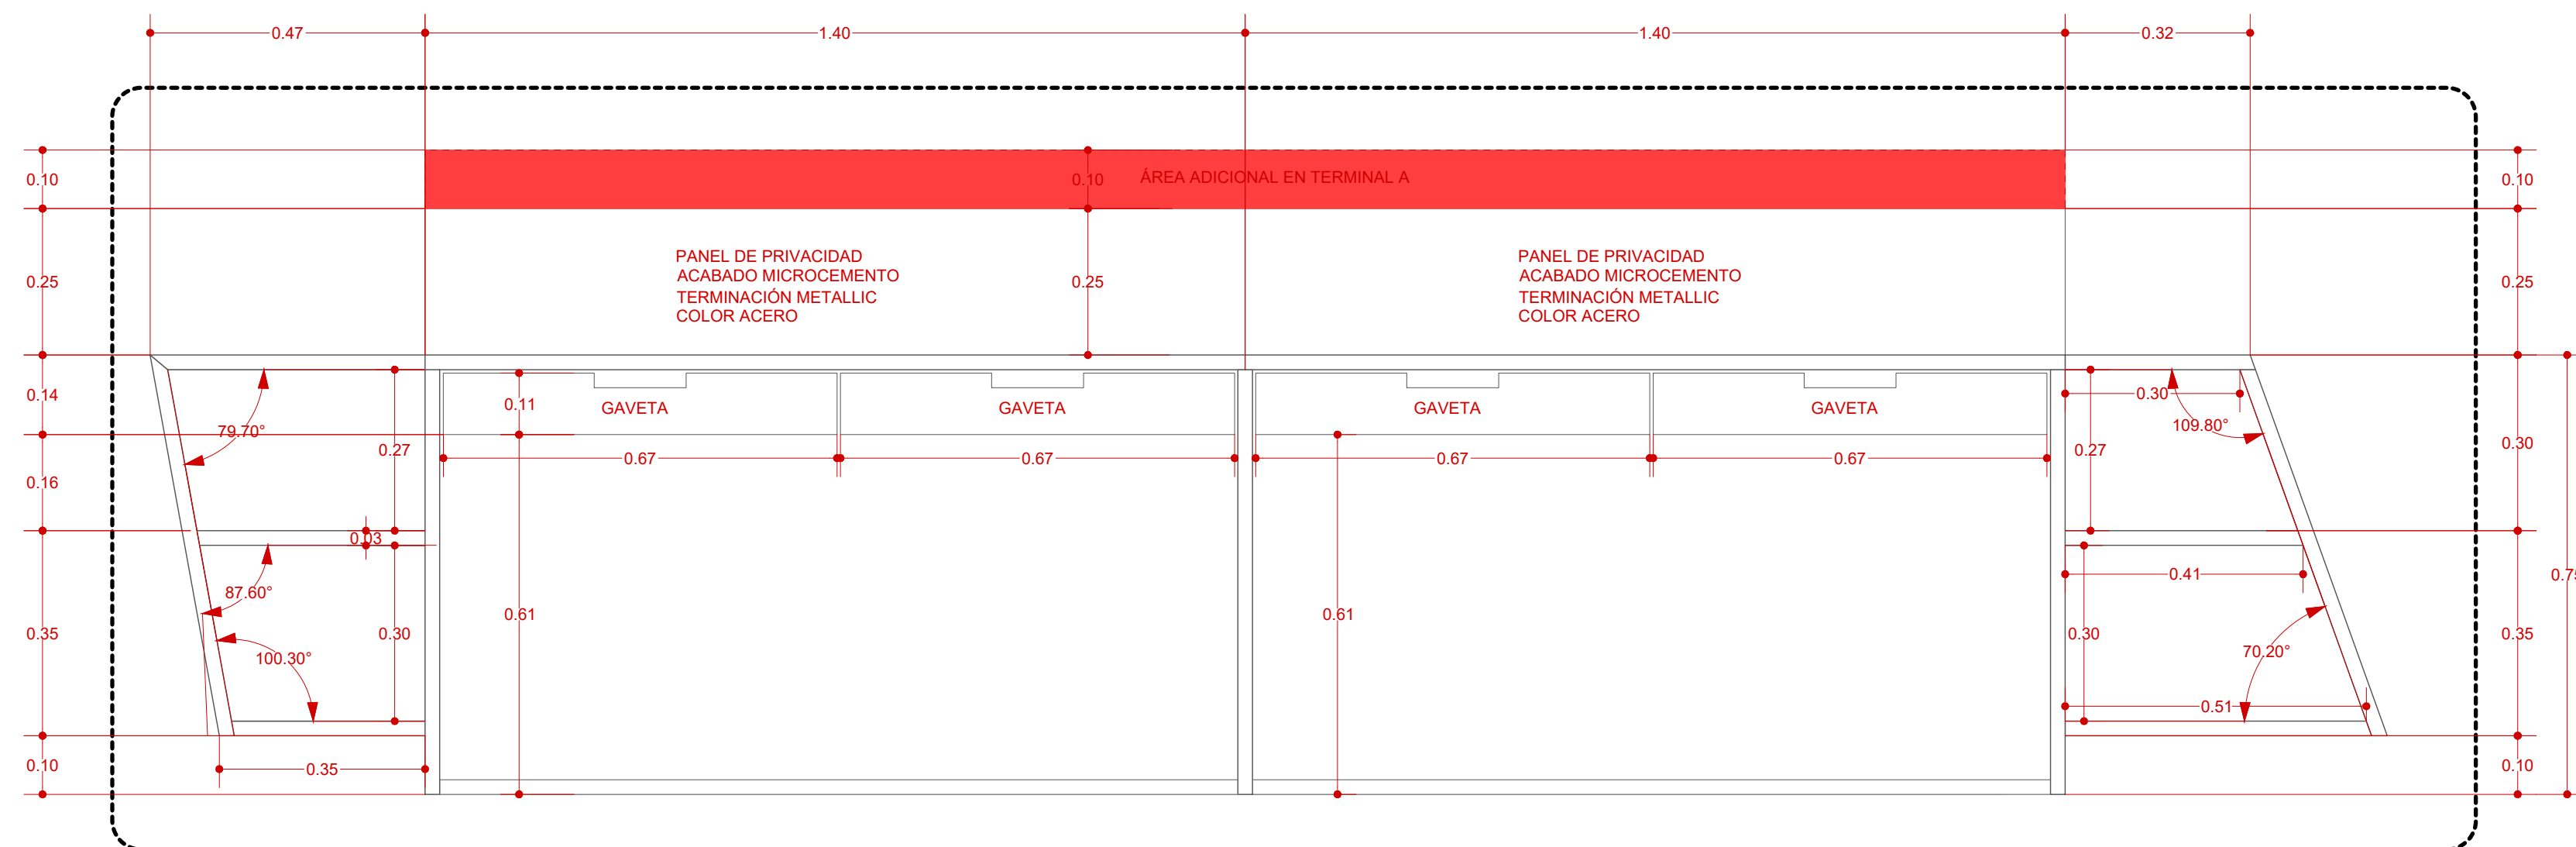 0.47 1.40 1.40 0.32
0.10 0.10 ÁREA ADICIONAL EN TERMINAL A 0.10
PANEL DE PRIVACIDAD
ACABADO MICROCEMENTO
TERMINACIÓN METALLIC
COLOR ACERO
PANEL DE PRIVACIDAD
ACABADO MICROCEMENTO
TERMINACIÓN METALLIC
COLOR ACERO
0.25 0.25 0.25
0.14 0.11 0.30
GAVETA GAVETA GAVETA GAVETA
79.70° 109.80°
0.27 0.27 0.30
0.67 0.67 0.67 0.67
0.16
0.03
0.41
87.60°
0.61 0.61
0.35 0.30 0.30 0.35
100.30° 70.20°
0.51
0.10 0.35 0.10